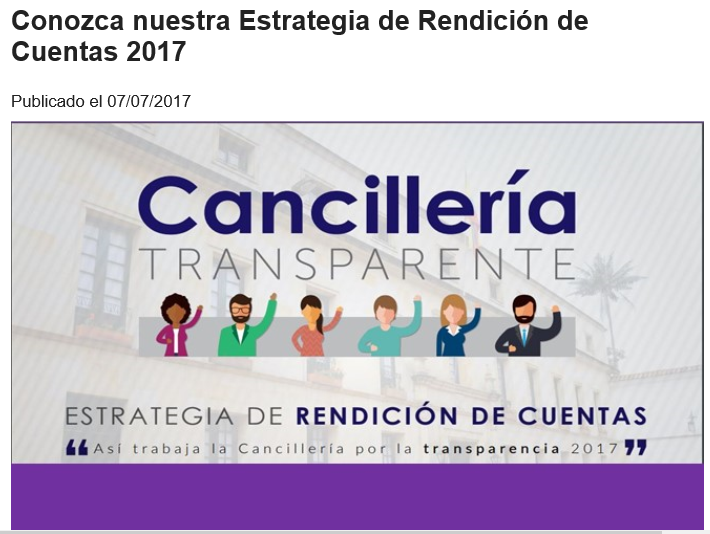 Conozca nuestra Estrategia de Rendición de
Cuentas 2017
Publicado el 07/07/2017
Cancillería
TRANSPARENTE
ESTRATEGIA DE RENDICIÓN DE CUENTAS
“Así trabaja la Cancillería por la transparencia 2017”